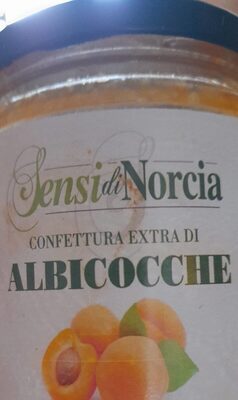 Sensi di Norcia
CONFETTURA EXTRA DI
ALBICOCCHE